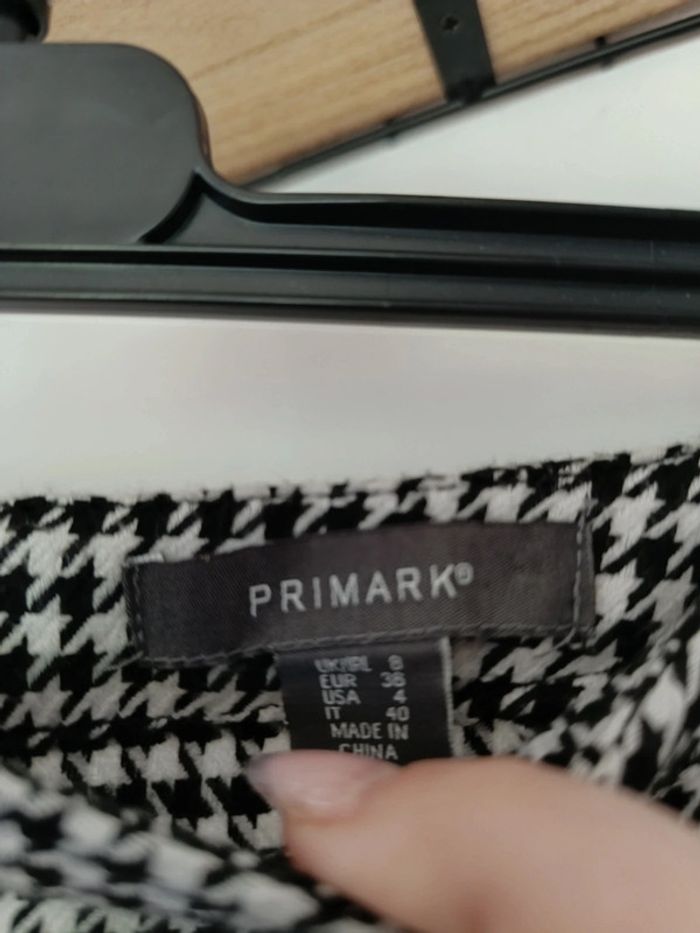 PRIMARK®
UK/IRL 8
EUR 36
USA 4
IT 40
MADE IN
CHINA